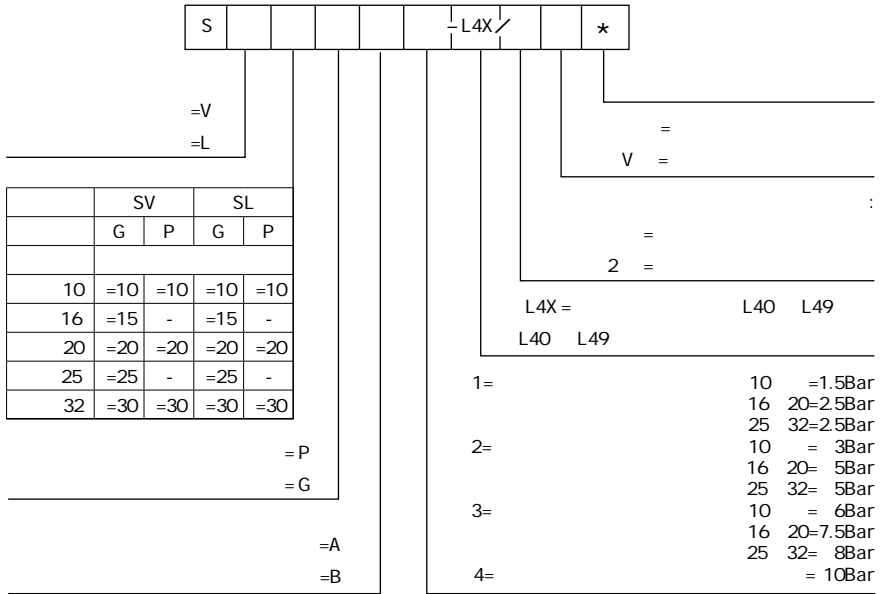 S -L4X/ *
=V
=L
SV SL
G P G P
10 =10 =10 =10 =10
16 =15 - =15 -
20 =20 =20 =20 =20
25 =25 - =25 -
32 =30 =30 =30 =30
=P
=G
=A
=B
=
V =
:
=
2 =
L4X = L40 L49
L40 L49
1= 10 =1.5Bar
16 20=2.5Bar
25 32=2.5Bar
2= 10 = 3Bar
16 20= 5Bar
25 32= 5Bar
3= 10 = 6Bar
16 20=7.5Bar
25 32= 8Bar
4= = 10Bar